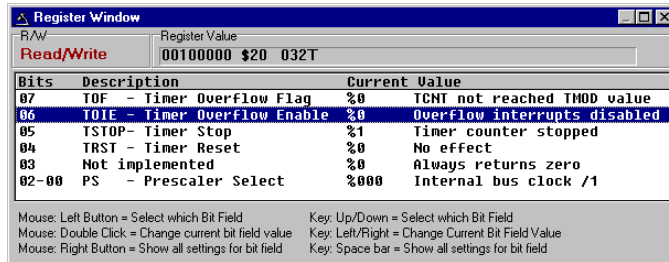 Register Window
R/W Register Value
Read/Write 00100000 $20 032T
Bits Description Current Value
07 TOF - Timer Overflow Flag %0 TCNT not reached TMOD value
06 TOIE - Timer Overflow Enable %0 Overflow interrupts disabled
05 TSTOP- Timer Stop %1 Timer counter stopped
04 TRST - Timer Reset %0 No effect
03 Not implemented %0 Always returns zero
02-00 PS - Prescaler Select %000 Internal bus clock /1
Mouse: Left Button = Select which Bit Field Key: Up/Down = Select which Bit Field
Mouse: Double Click = Change current bit field value Key: Left/Right = Change Current Bit Field Value
Mouse: Right Button = Show all settings for bit field Key: Space bar = Show all settings for bit field